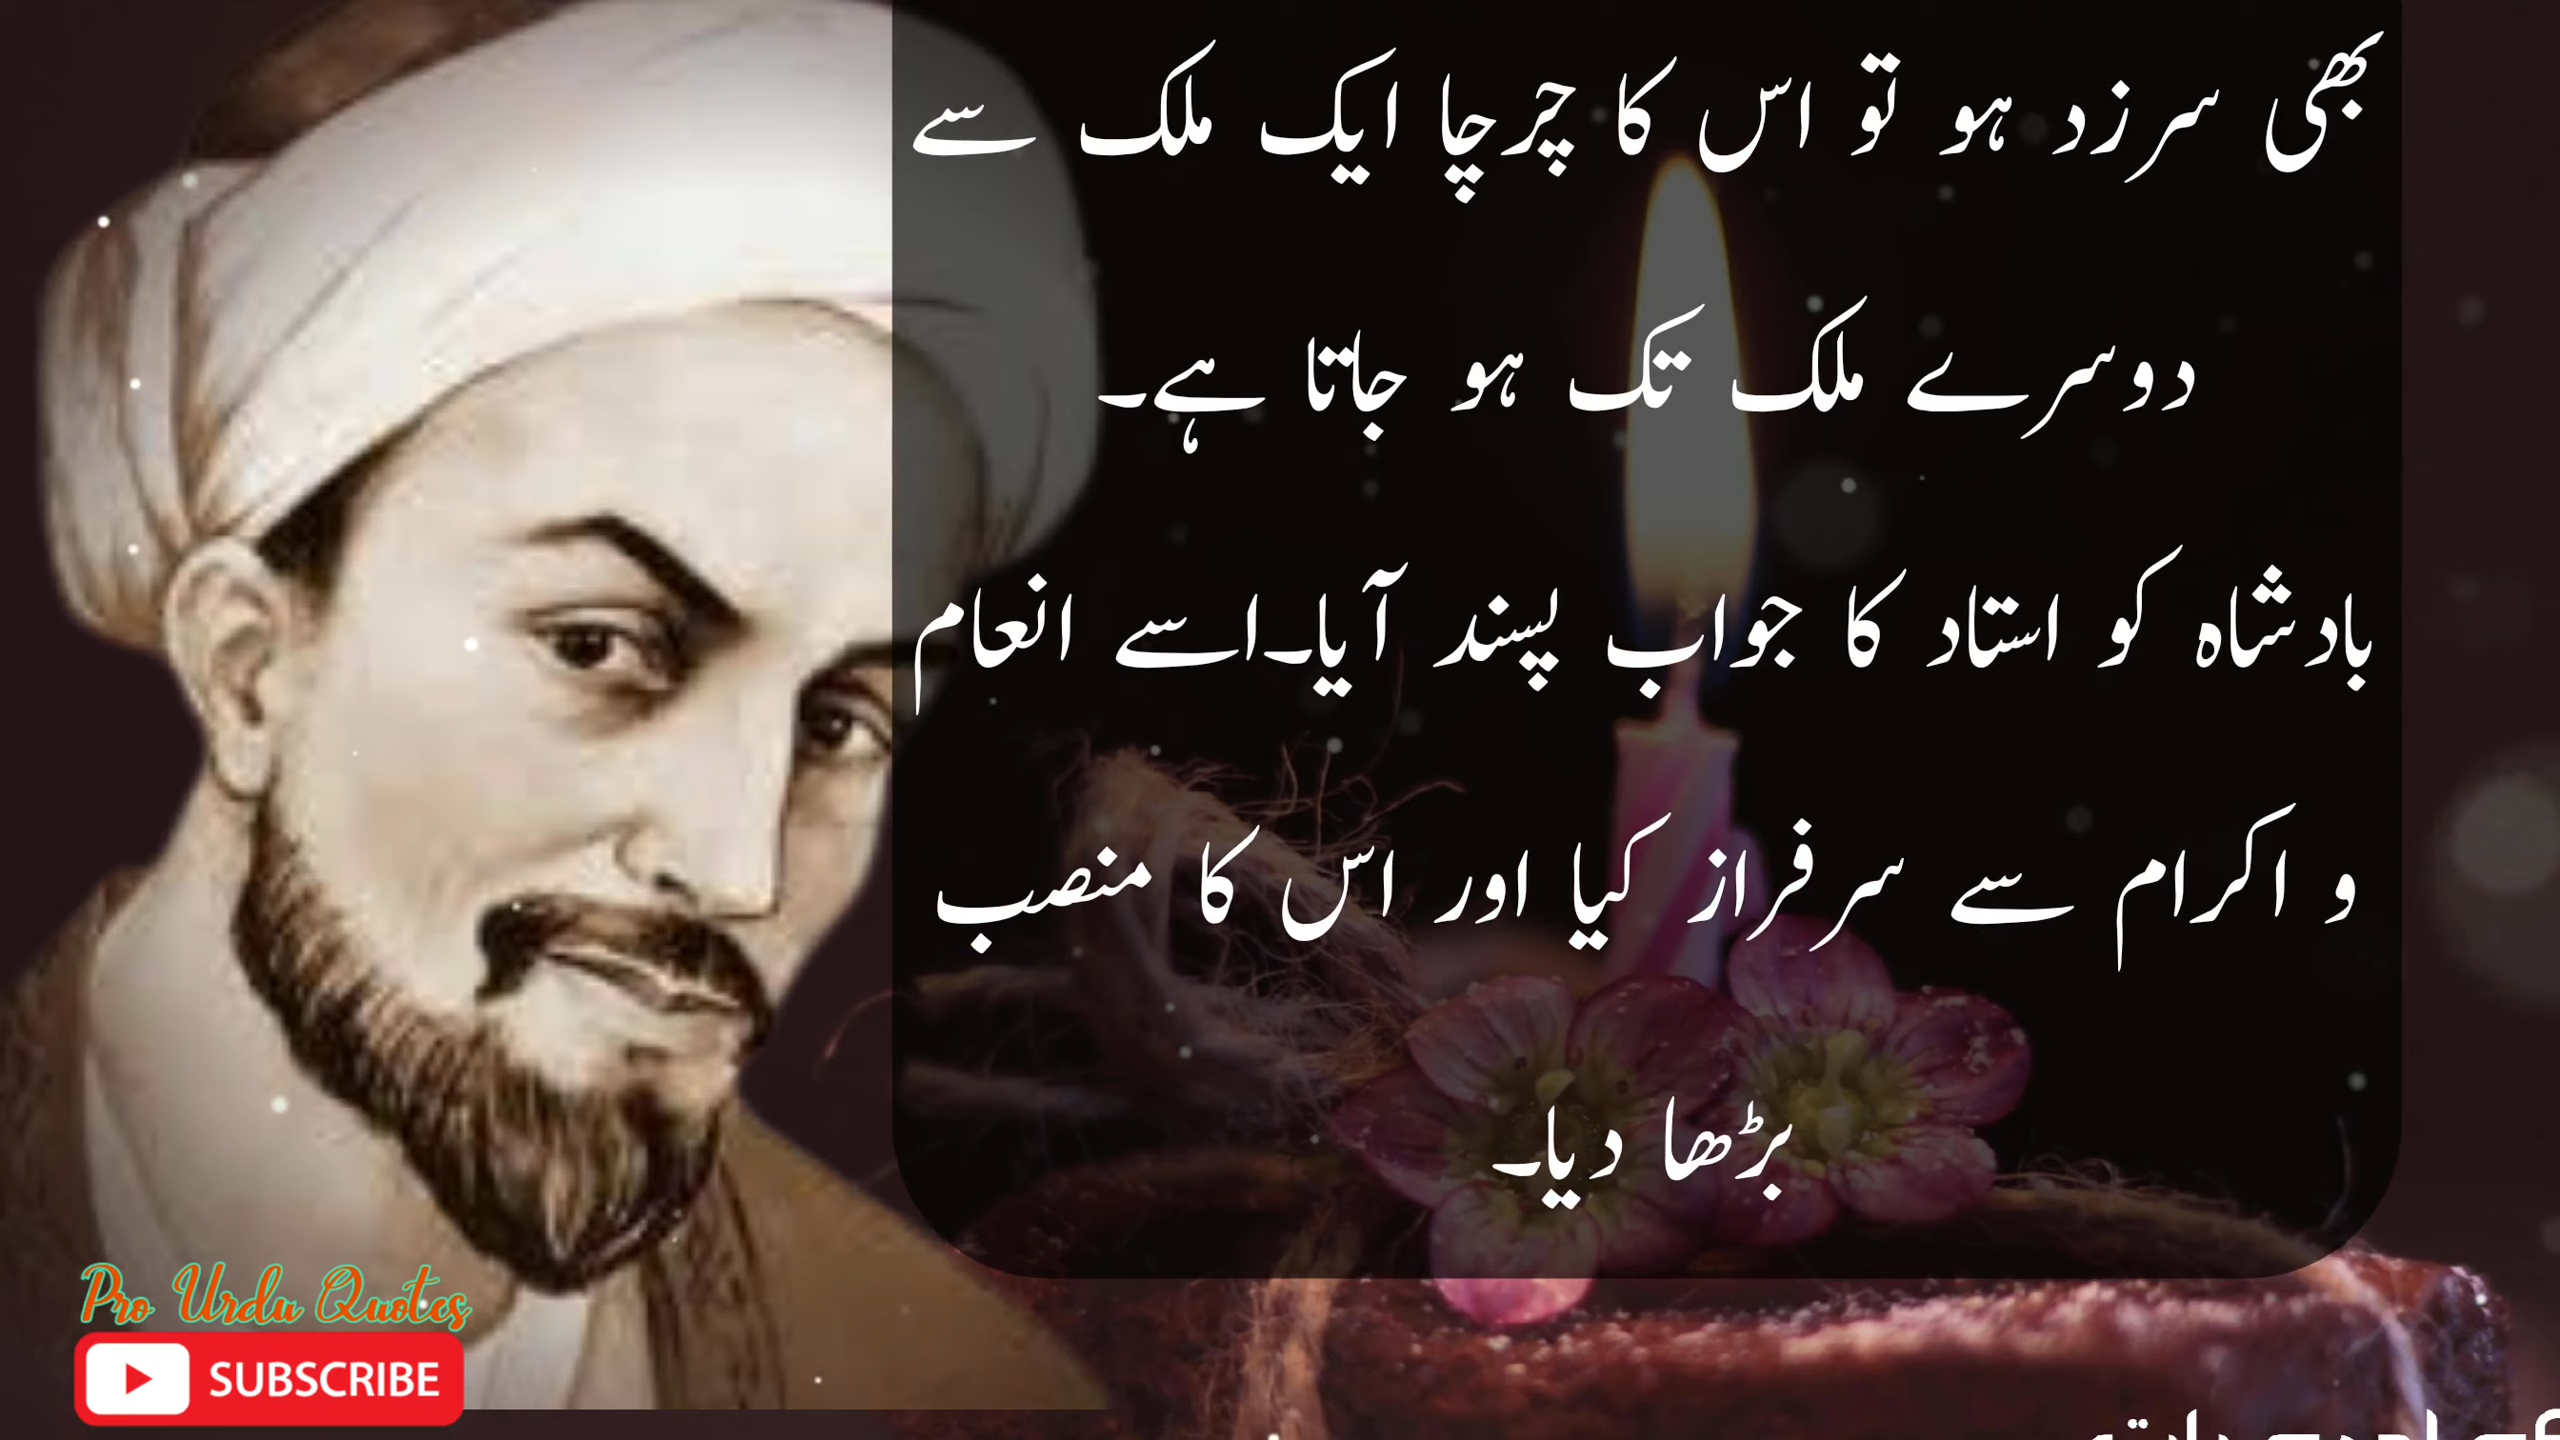 بھی سرزد ہو تو اس کا چرچا ایک ملک سے
دوسرے ملک تک ہو جاتا ہے۔
بادشاہ کو استاد کا جواب پسند آیا۔اسے انعام
و اکرام سے سرفراز کیا اور اس کا منصب
بڑھا دیا۔
Pro Urdu Quotes
SUBSCRIBE